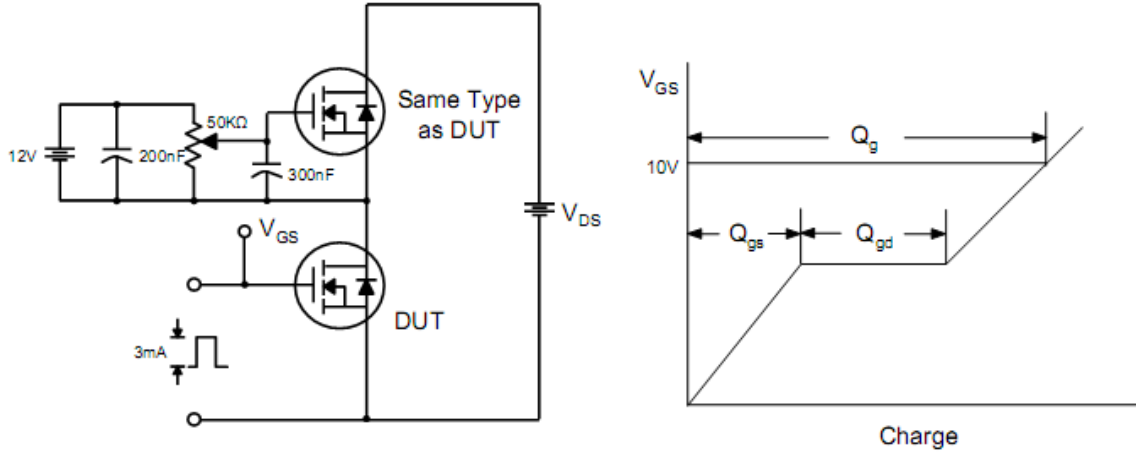 50KΩ
12V
200nF
300nF
Same Type
as DUT
V_DS
V_GS
DUT
3mA
V_GS
Q_g
10V
Q_gs
Q_gd
Charge